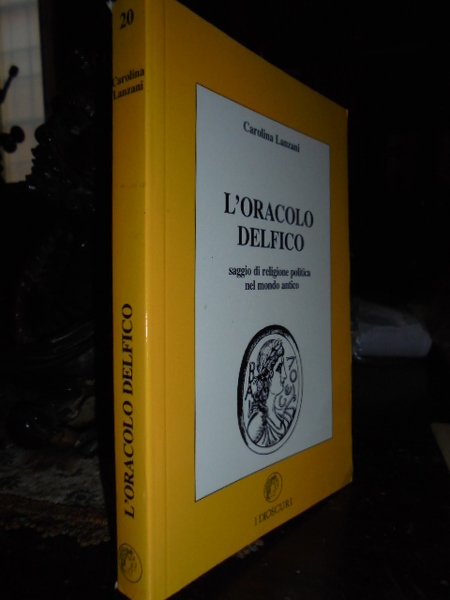 20
Carolina
Lanzani
L'ORACOLO DELFICO
Carolina Lanzani
L'ORACOLO
DELFICO
saggio di religione politica
nel mondo antico
I DIOSCURI